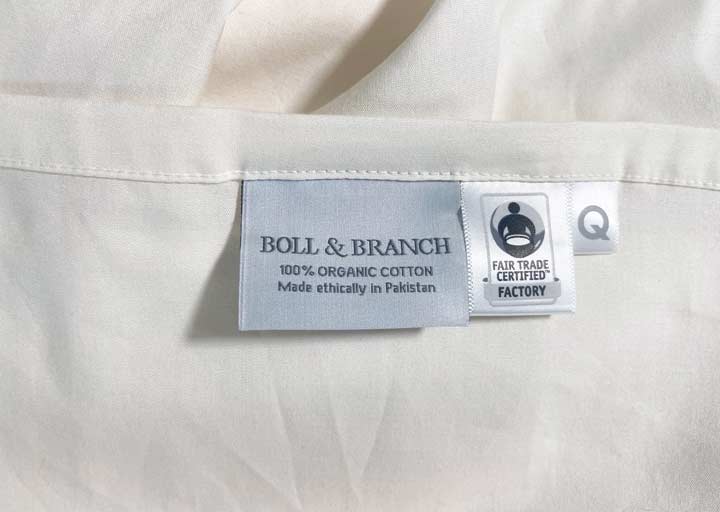 BOLL & BRANCH
100% ORGANIC COTTON
Made ethically in Pakistan
FAIR TRADE
CERTIFIED™
FACTORY
Q